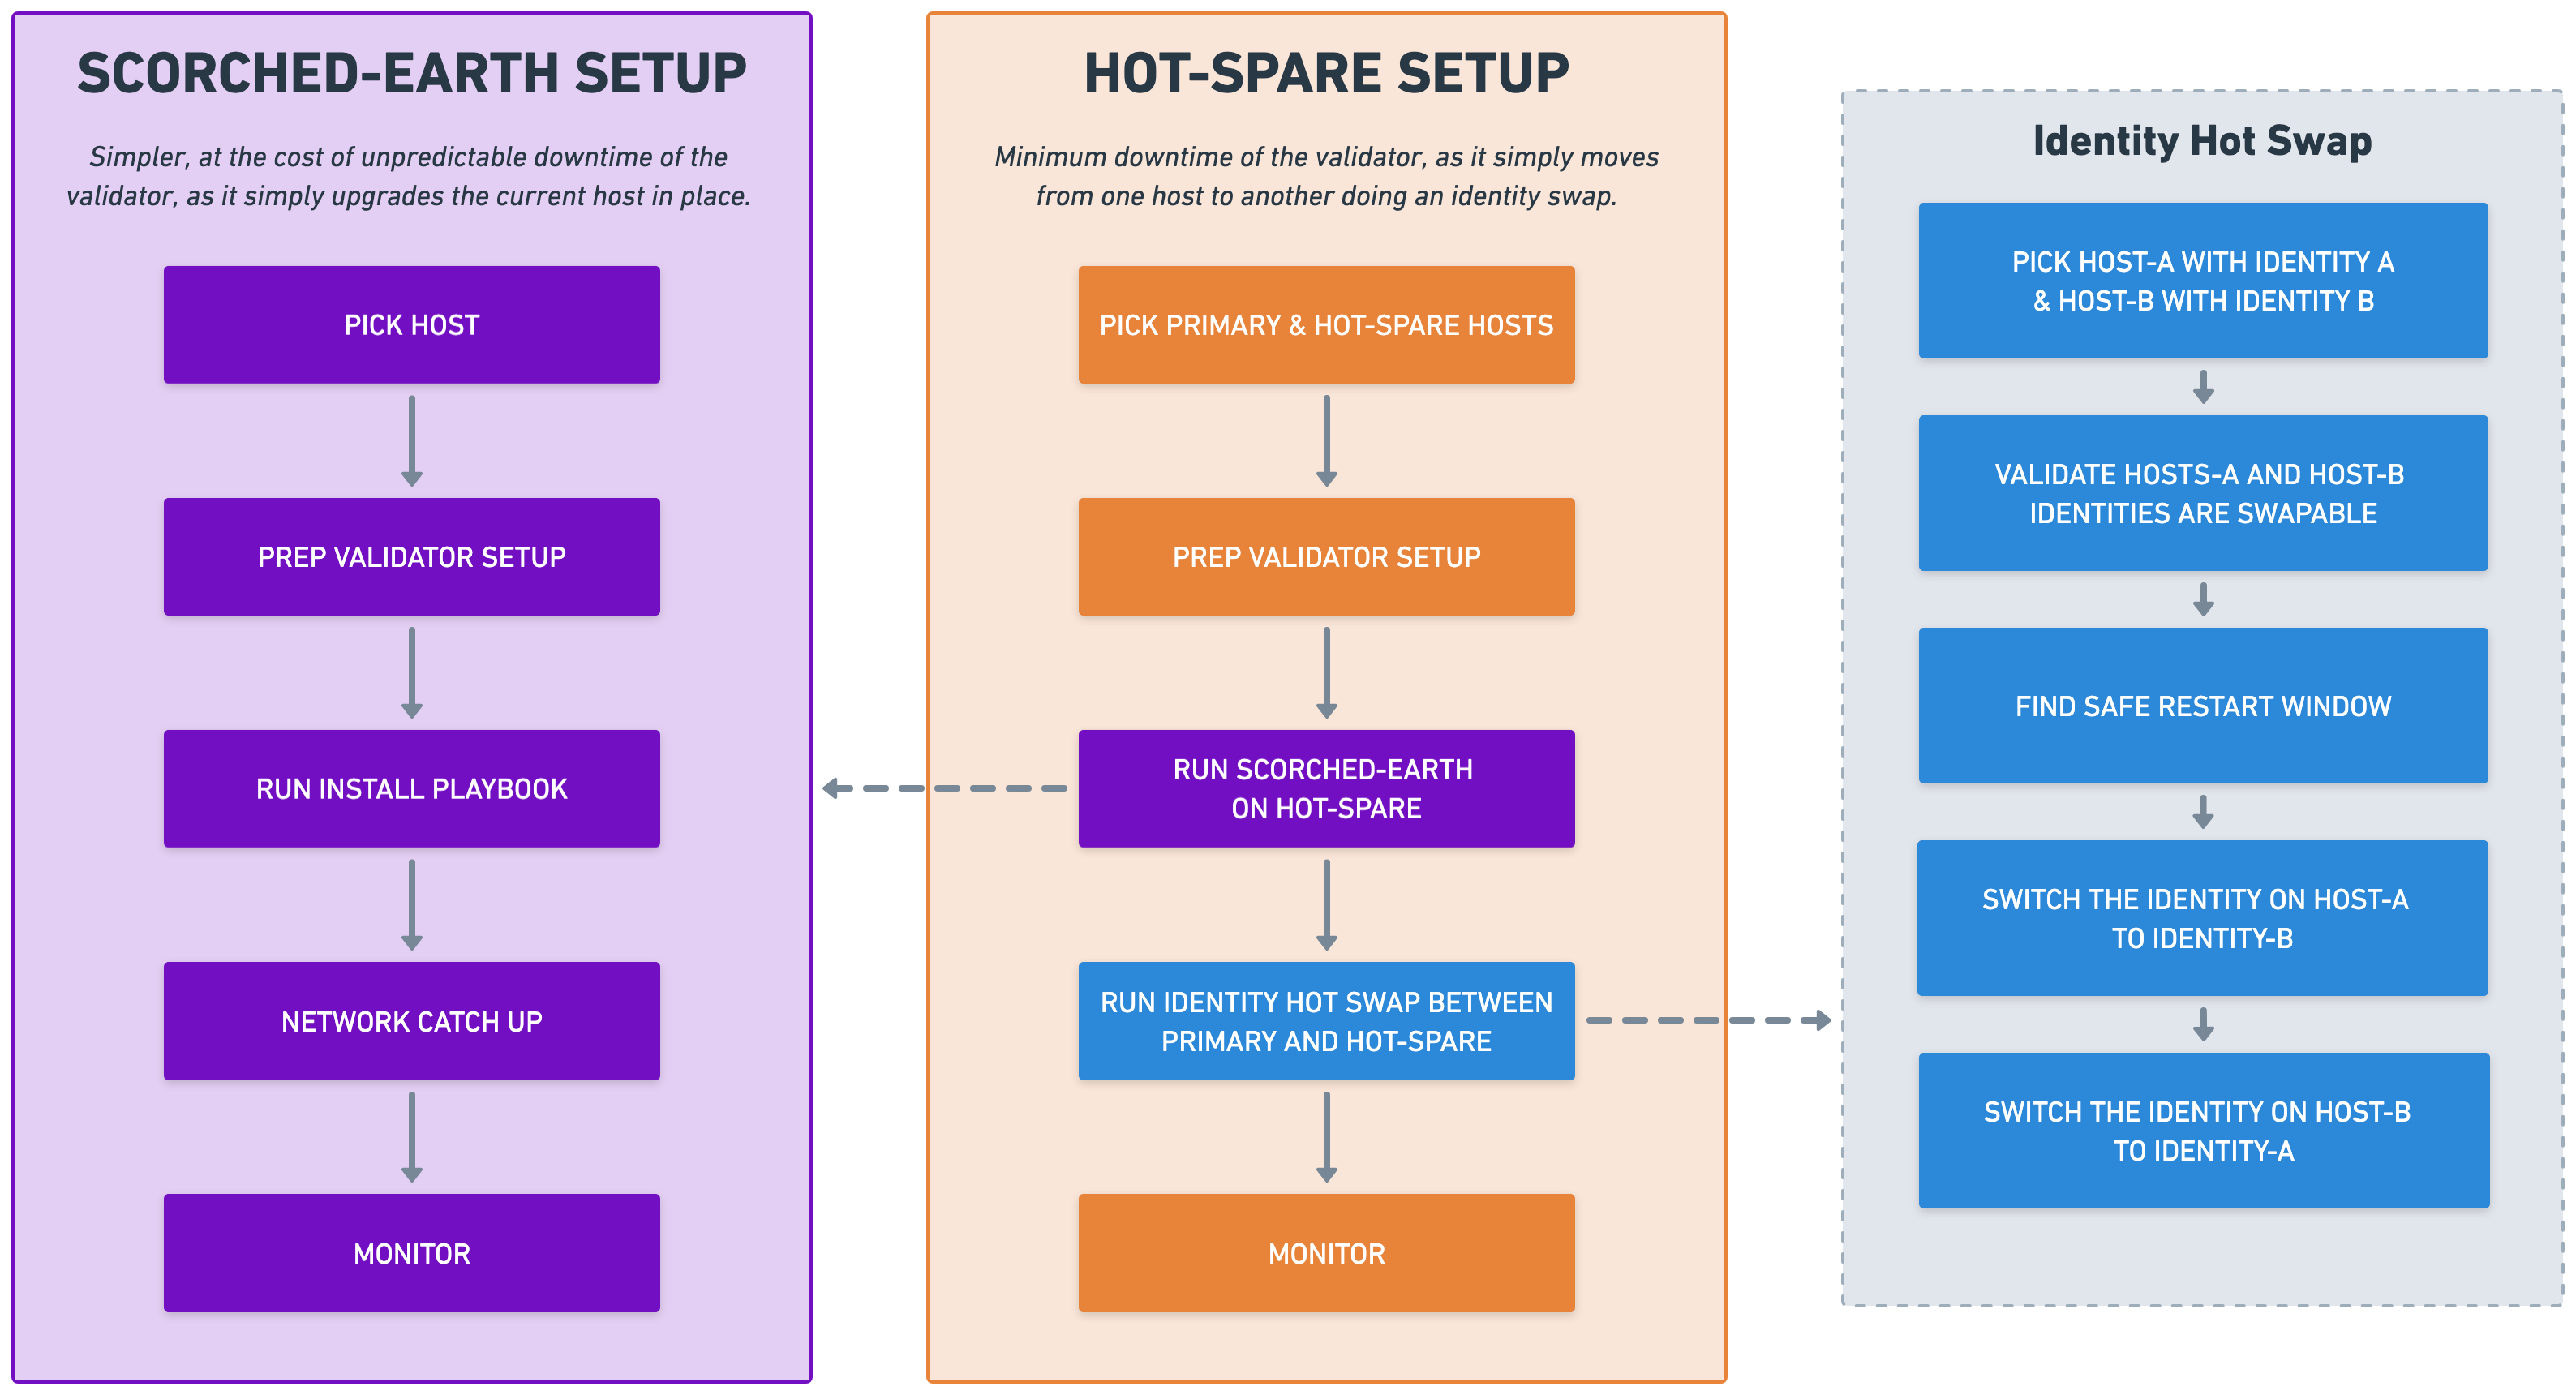 SCORCHED-EARTH SETUP
Simpler, at the cost of unpredictable downtime of the
validator, as it simply upgrades the current host in place.
PICK HOST
PREP VALIDATOR SETUP
RUN INSTALL PLAYBOOK
NETWORK CATCH UP
MONITOR
HOT-SPARE SETUP
Minimum downtime of the validator, as it simply moves
from one host to another doing an identity swap.
PICK PRIMARY & HOT-SPARE HOSTS
PREP VALIDATOR SETUP
RUN SCORCHED-EARTH
ON HOT-SPARE
RUN IDENTITY HOT SWAP BETWEEN
PRIMARY AND HOT-SPARE
MONITOR
Identity Hot Swap
PICK HOST-A WITH IDENTITY A
& HOST-B WITH IDENTITY B
VALIDATE HOSTS-A AND HOST-B
IDENTITIES ARE SWAPABLE
FIND SAFE RESTART WINDOW
SWITCH THE IDENTITY ON HOST-A
TO IDENTITY-B
SWITCH THE IDENTITY ON HOST-B
TO IDENTITY-A